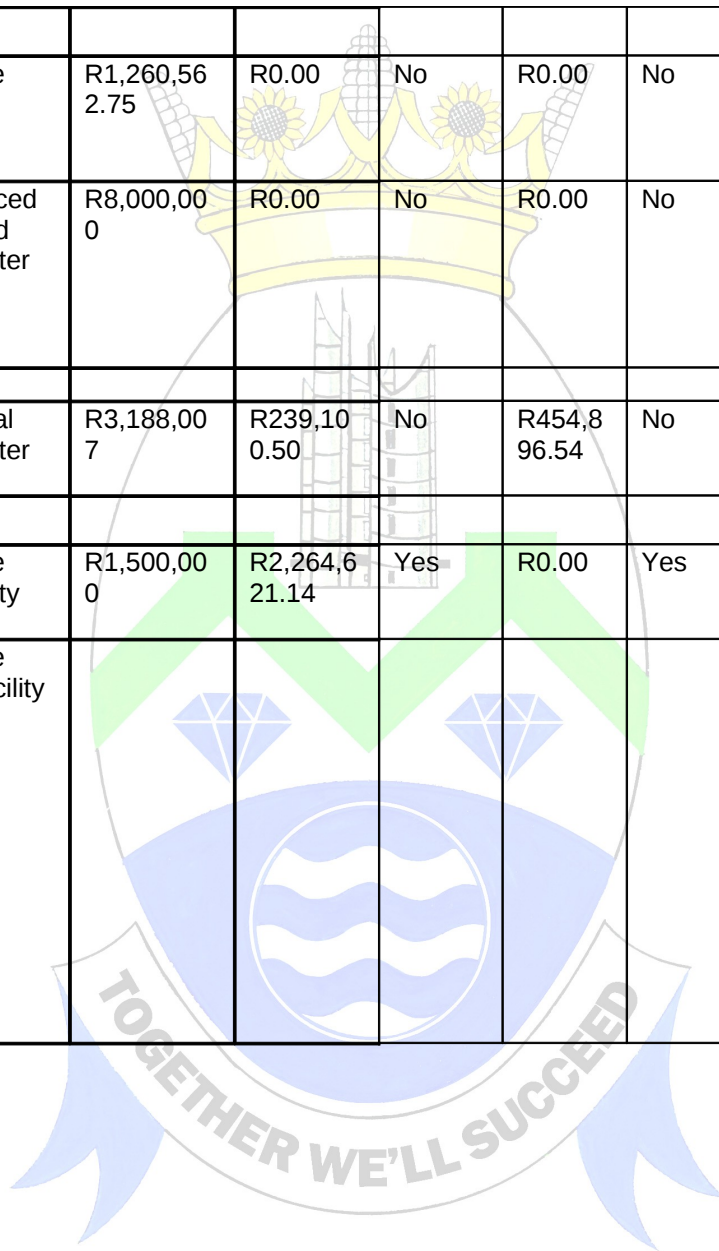 e R1,260,56 R0.00 No R0.00 No
2.75
ced R8,000,00 R0.00 No R0.00 No
d 0
ter
al R3,188,00 R239,10 No R454,8 No
ter 7 0.50 96.54
e R1,500,00 R2,264,6 Yes R0.00 Yes
ty 0 21.14
e
cility
TOGETHER WE'LL SUCCEED